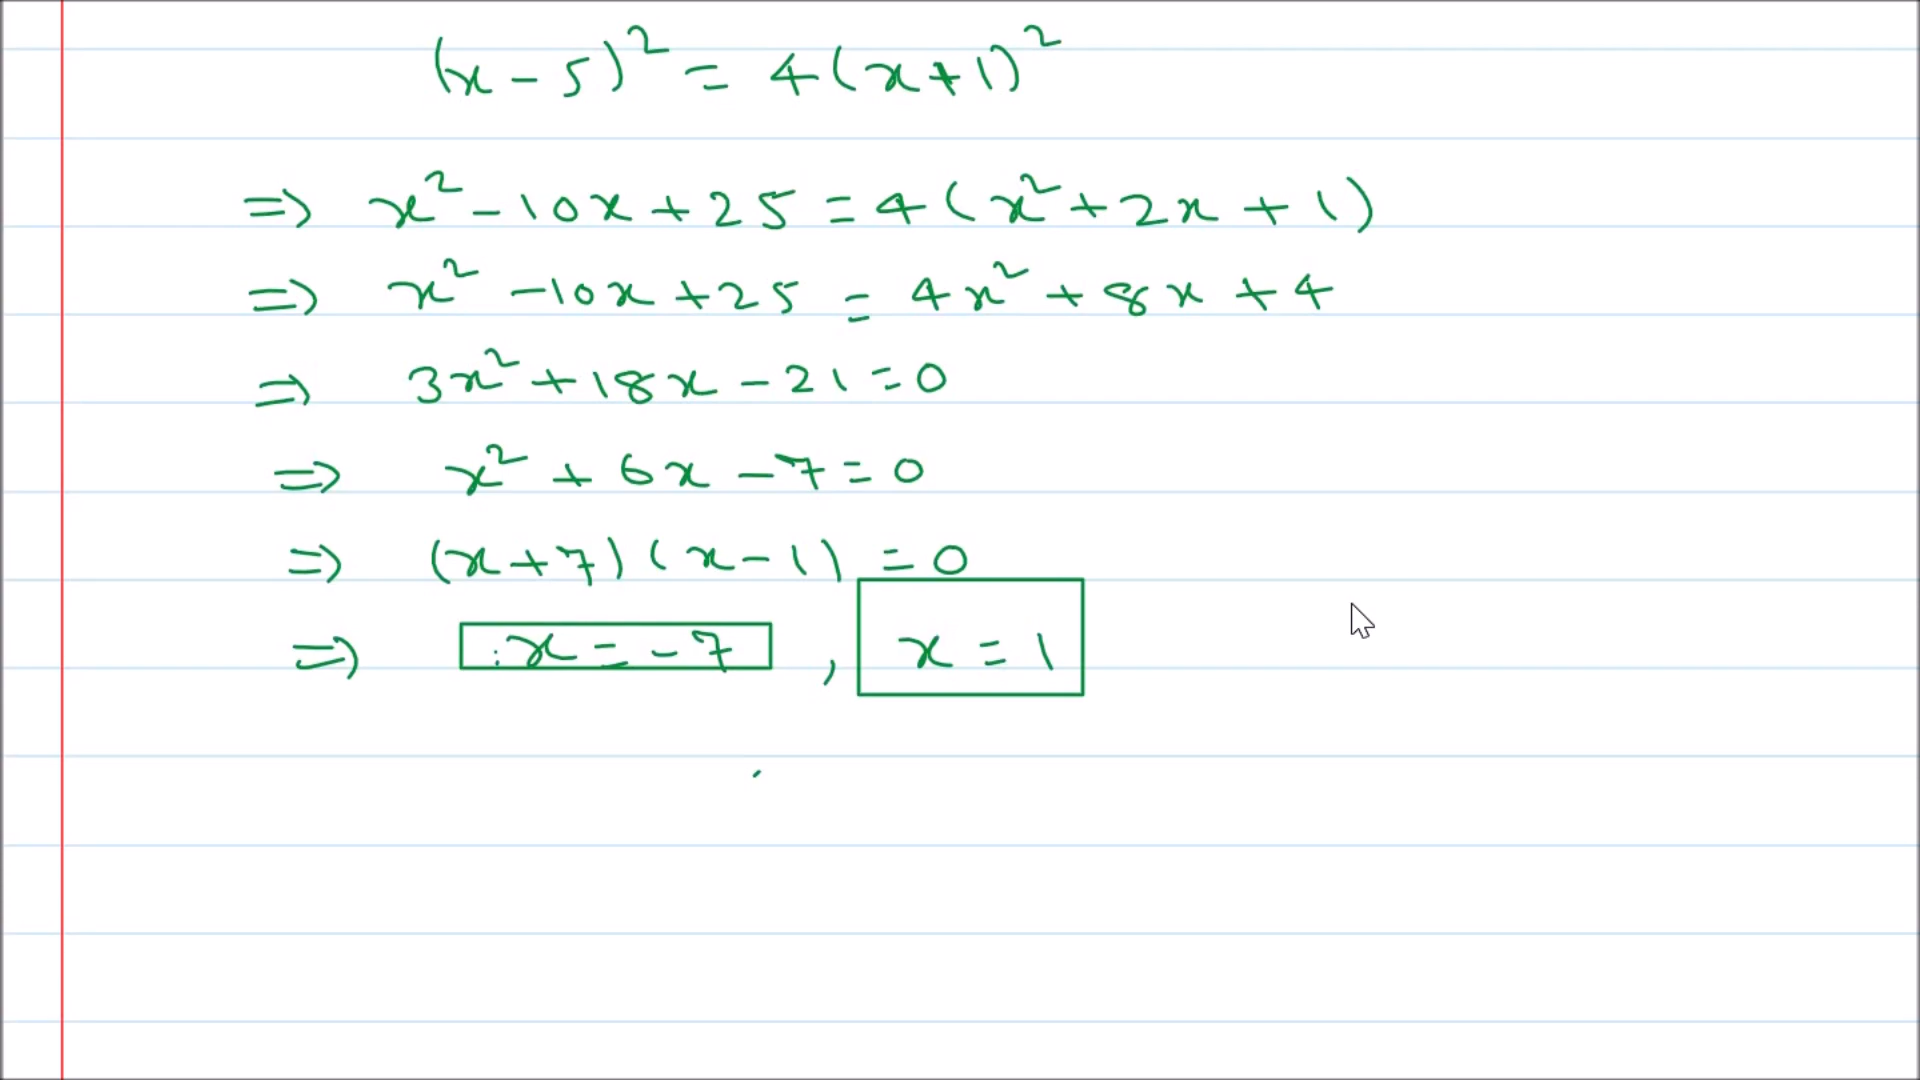 (x - 5)² = 4(x+1)²
=> x² - 10x + 25 = 4(x² + 2x + 1)
=> x² - 10x + 25 = 4x² + 8x + 4
=> 3x² + 18x - 21 = 0
=> x² + 6x - 7 = 0
=> (x+7)(x-1) = 0
=> x = -7 , x = 1